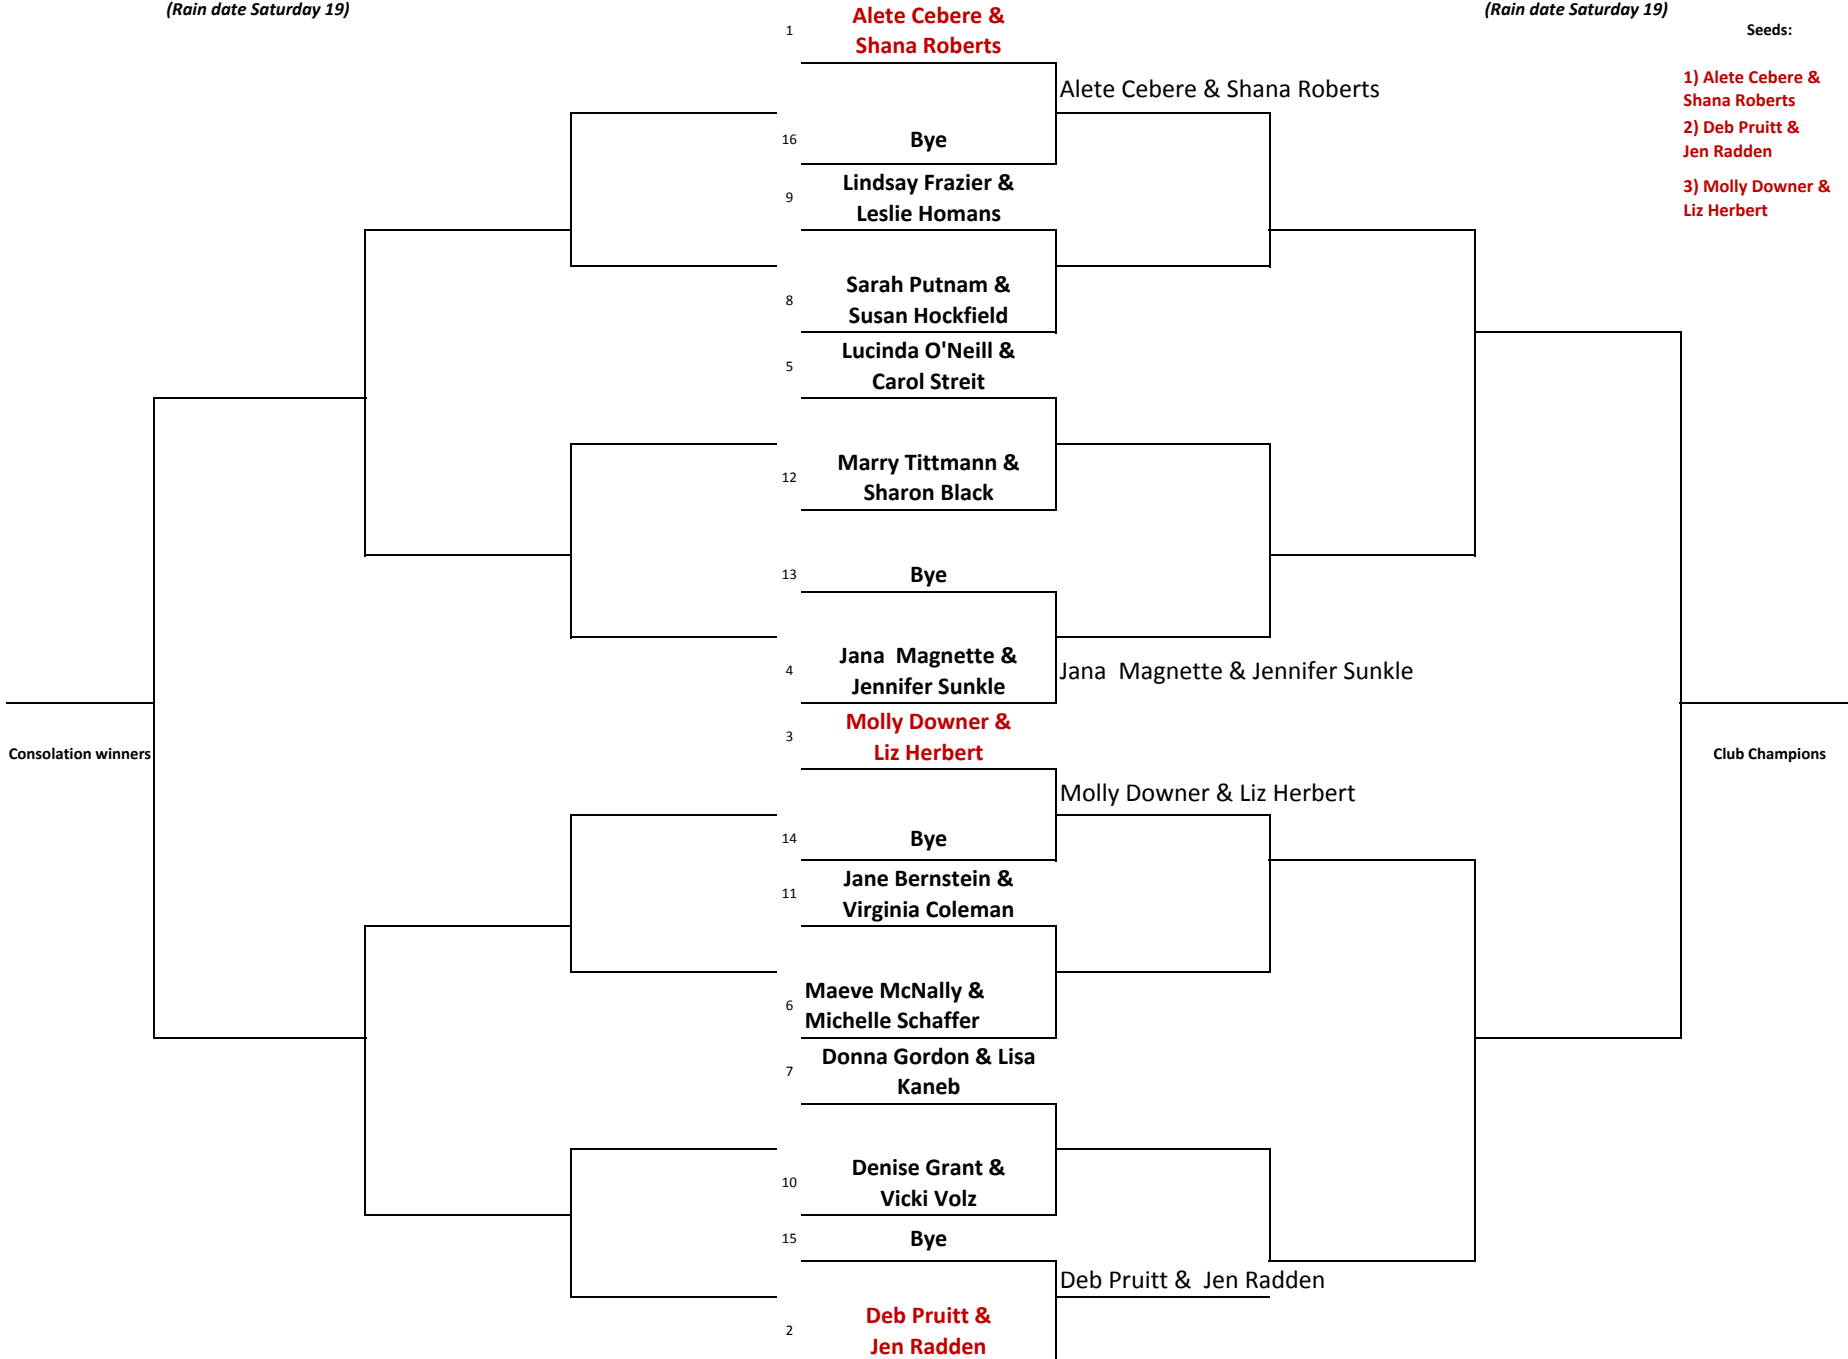 (Rain date Saturday 19)
(Rain date Saturday 19)
Seeds:
1) Alete Cebere &
Shana Roberts
2) Deb Pruitt &
Jen Radden
3) Molly Downer &
Liz Herbert
1
Alete Cebere &
Shana Roberts
Alete Cebere & Shana Roberts
16
Bye
9
Lindsay Frazier &
Leslie Homans
8
Sarah Putnam &
Susan Hockfield
5
Lucinda O'Neill &
Carol Streit
12
Marry Tittmann &
Sharon Black
13
Bye
4
Jana  Magnette &
Jennifer Sunkle
Jana  Magnette & Jennifer Sunkle
3
Molly Downer &
Liz Herbert
Consolation winners
Club Champions
Molly Downer & Liz Herbert
14
Bye
11
Jane Bernstein &
Virginia Coleman
6
Maeve McNally &
Michelle Schaffer
7
Donna Gordon & Lisa
Kaneb
10
Denise Grant &
Vicki Volz
15
Bye
Deb Pruitt &  Jen Radden
2
Deb Pruitt &
Jen Radden